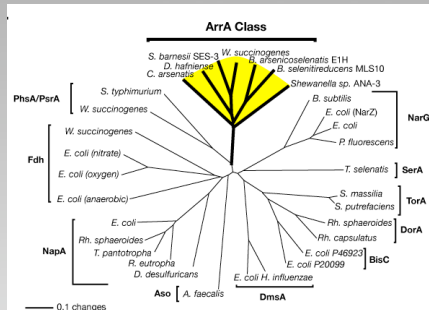 ArrA Class
W. succinogenes
S. barnesii SES-3
B. arsenicoselenatis E1H
D. hafniense
B. selenitireducens MLS10
C. arsenatis
Shewanella sp. ANA-3
PhsA/PsrA
S. typhimurium
W. succinogenes
B. subtilis
E. coli (NarZ)
E. coli
P. fluorescens
NarG
Fdh
W. succinogenes
E. coli (nitrate)
E. coli (oxygen)
E. coli (anaerobic)
T. selenatis
SerA
S. massilia
S. putrefaciens
TorA
Rh. sphaeroides
Rh. capsulatus
DorA
E. coli P46923
E. coli P20099
BisC
NapA
E. coli
Rh. sphaeroides
T. pantotropha
R. eutropha
D. desulfuricans
Aso
A. faecalis
E. coli
H. influenzae
DmsA
0.1 changes